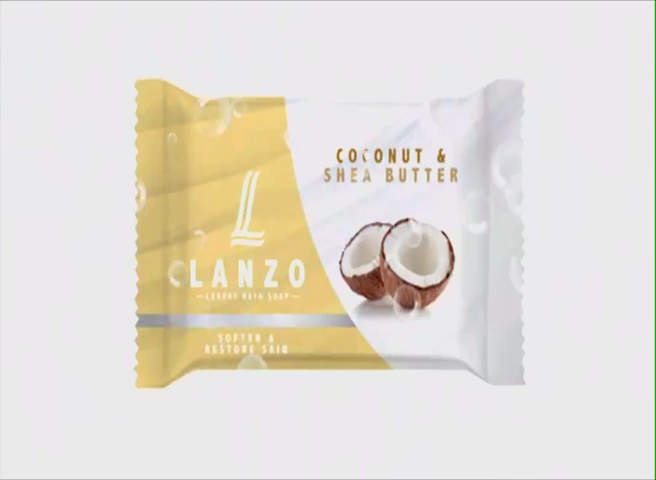 COCONUT &
SHEA BUTTER
LANZO
LUXURY BATH SOAP
SOFTEN &
RESTORE SKIN